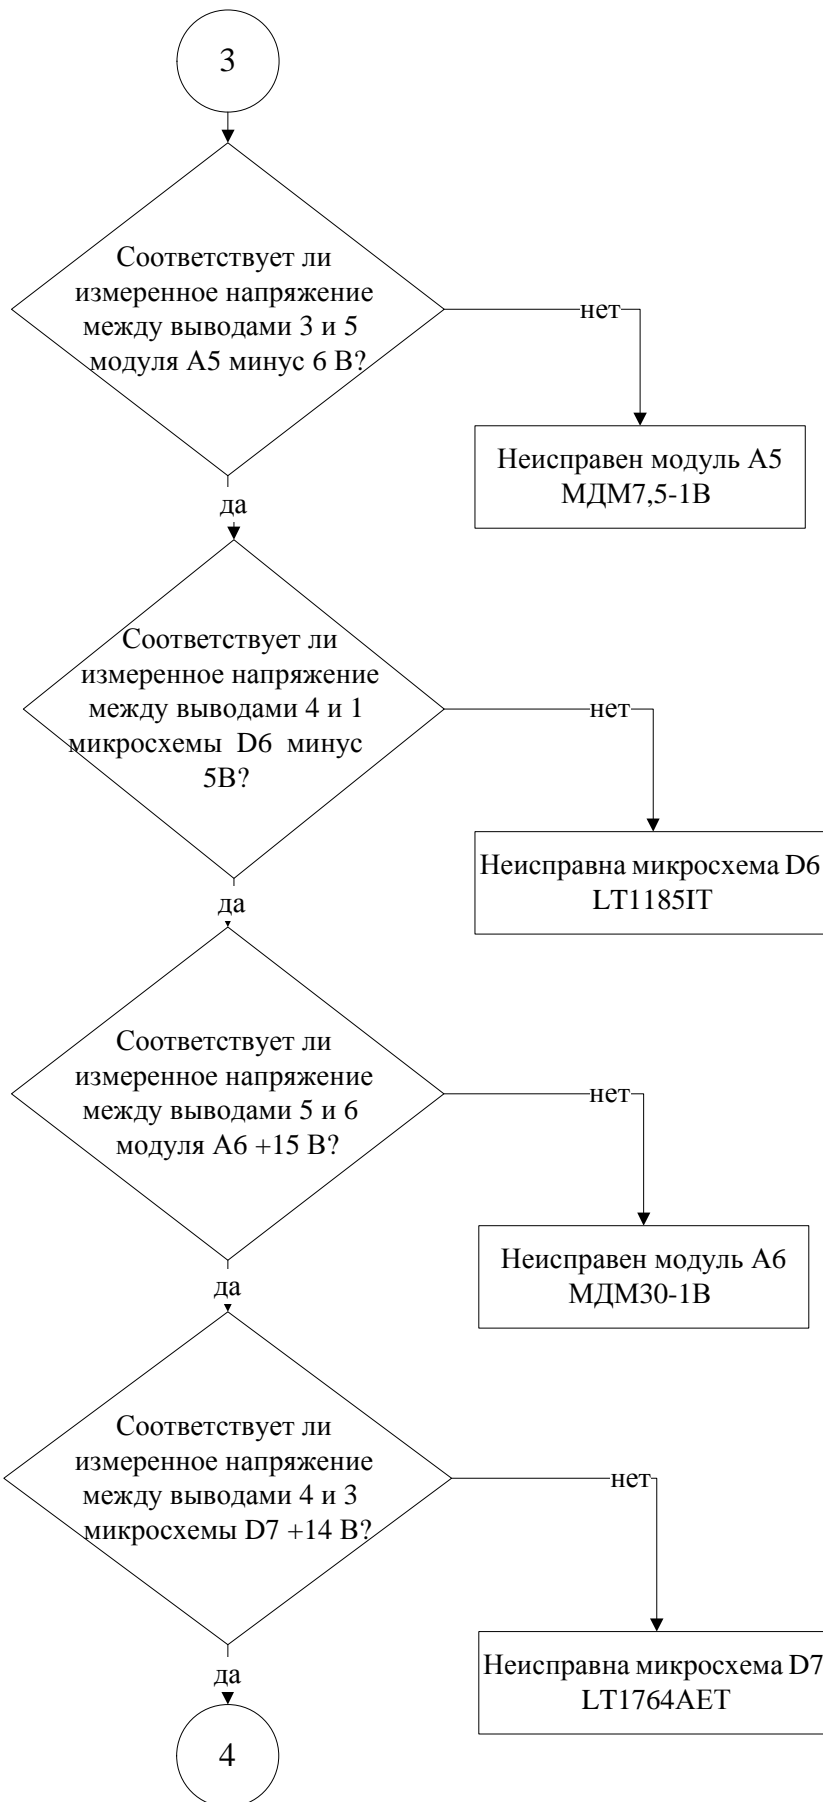 3
Соответствует ли
измеренное напряжение
между выводами 3 и 5
модуля А5 минус 6 В?
нет
Неисправен модуль А5
МДМ7,5-1В
да
Соответствует ли
измеренное напряжение
между выводами 4 и 1
микросхемы D6 минус
5В?
нет
Неисправна микросхема D6
LT1185IT
да
Соответствует ли
измеренное напряжение
между выводами 5 и 6
модуля А6 +15 В?
нет
Неисправен модуль А6
МДМ30-1В
да
Соответствует ли
измеренное напряжение
между выводами 4 и 3
микросхемы D7 +14 В?
нет
Неисправна микросхема D7
LT1764AET
да
4